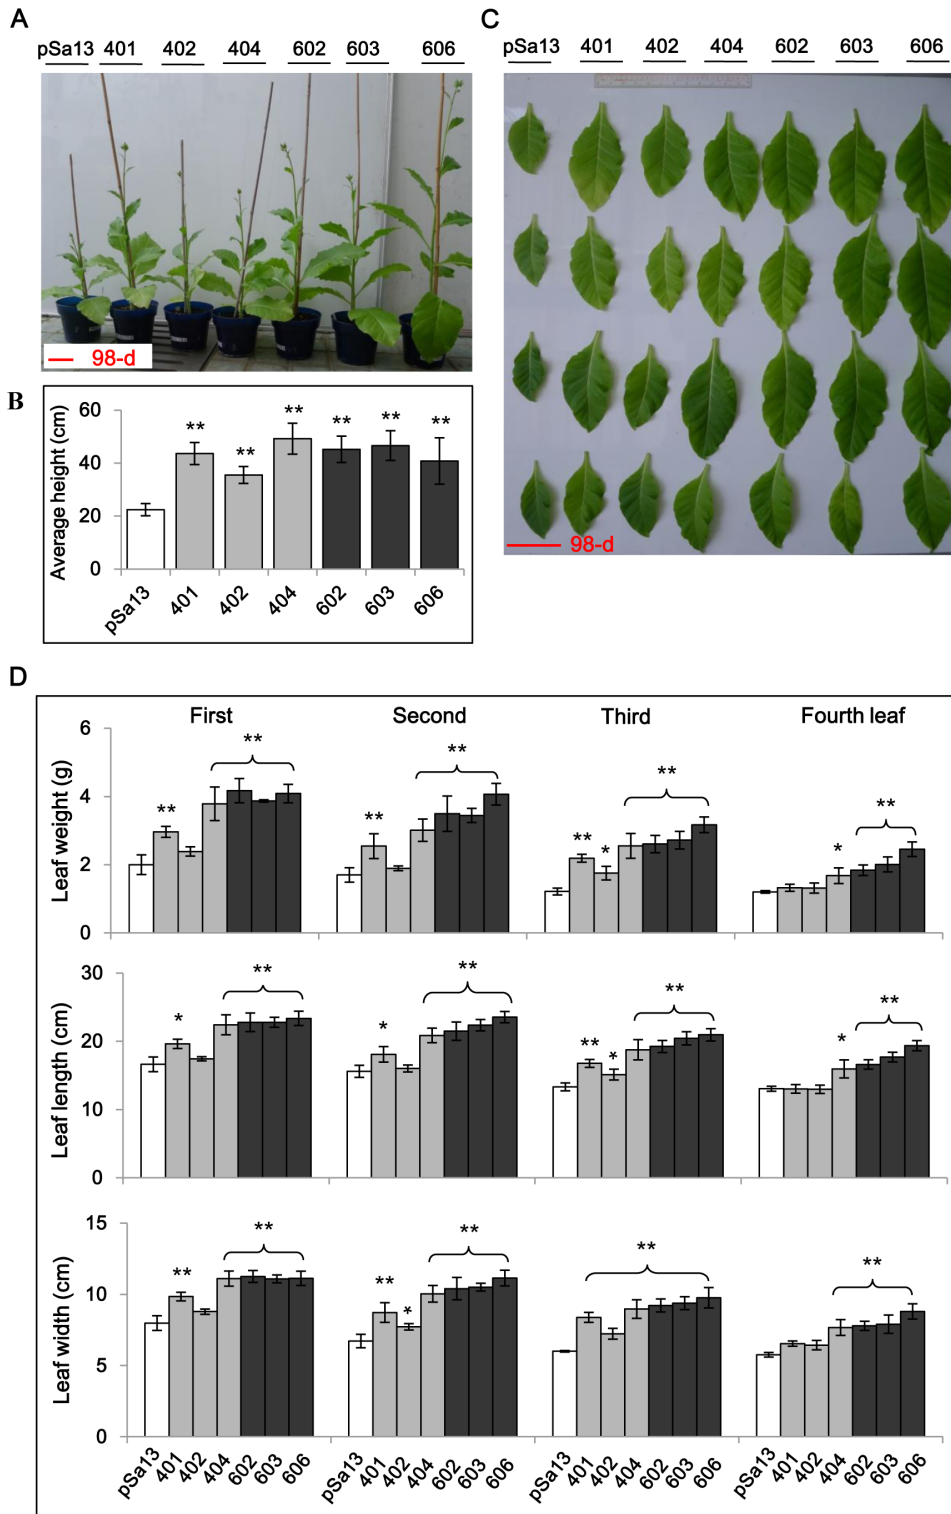 A
pSa13 401 402 404 602 603 606
98-d
B
Average height (cm)
60
40
20
0
pSa13 401 402 404 602 603 606
C
pSa13 401 402 404 602 603 606
98-d
D
First Second Third Fourth leaf
Leaf weight (g)
6
4
2
0
** ** ** ** ** * ** * **
Leaf length (cm)
30
20
10
0
* ** * ** ** * ** * **
Leaf width (cm)
15
10
5
0
** ** ** * ** ** **
pSa13 401 402 404 602 603 606 pSa13 401 402 404 602 603 606 pSa13 401 402 404 602 603 606 pSa13 401 402 404 602 603 606